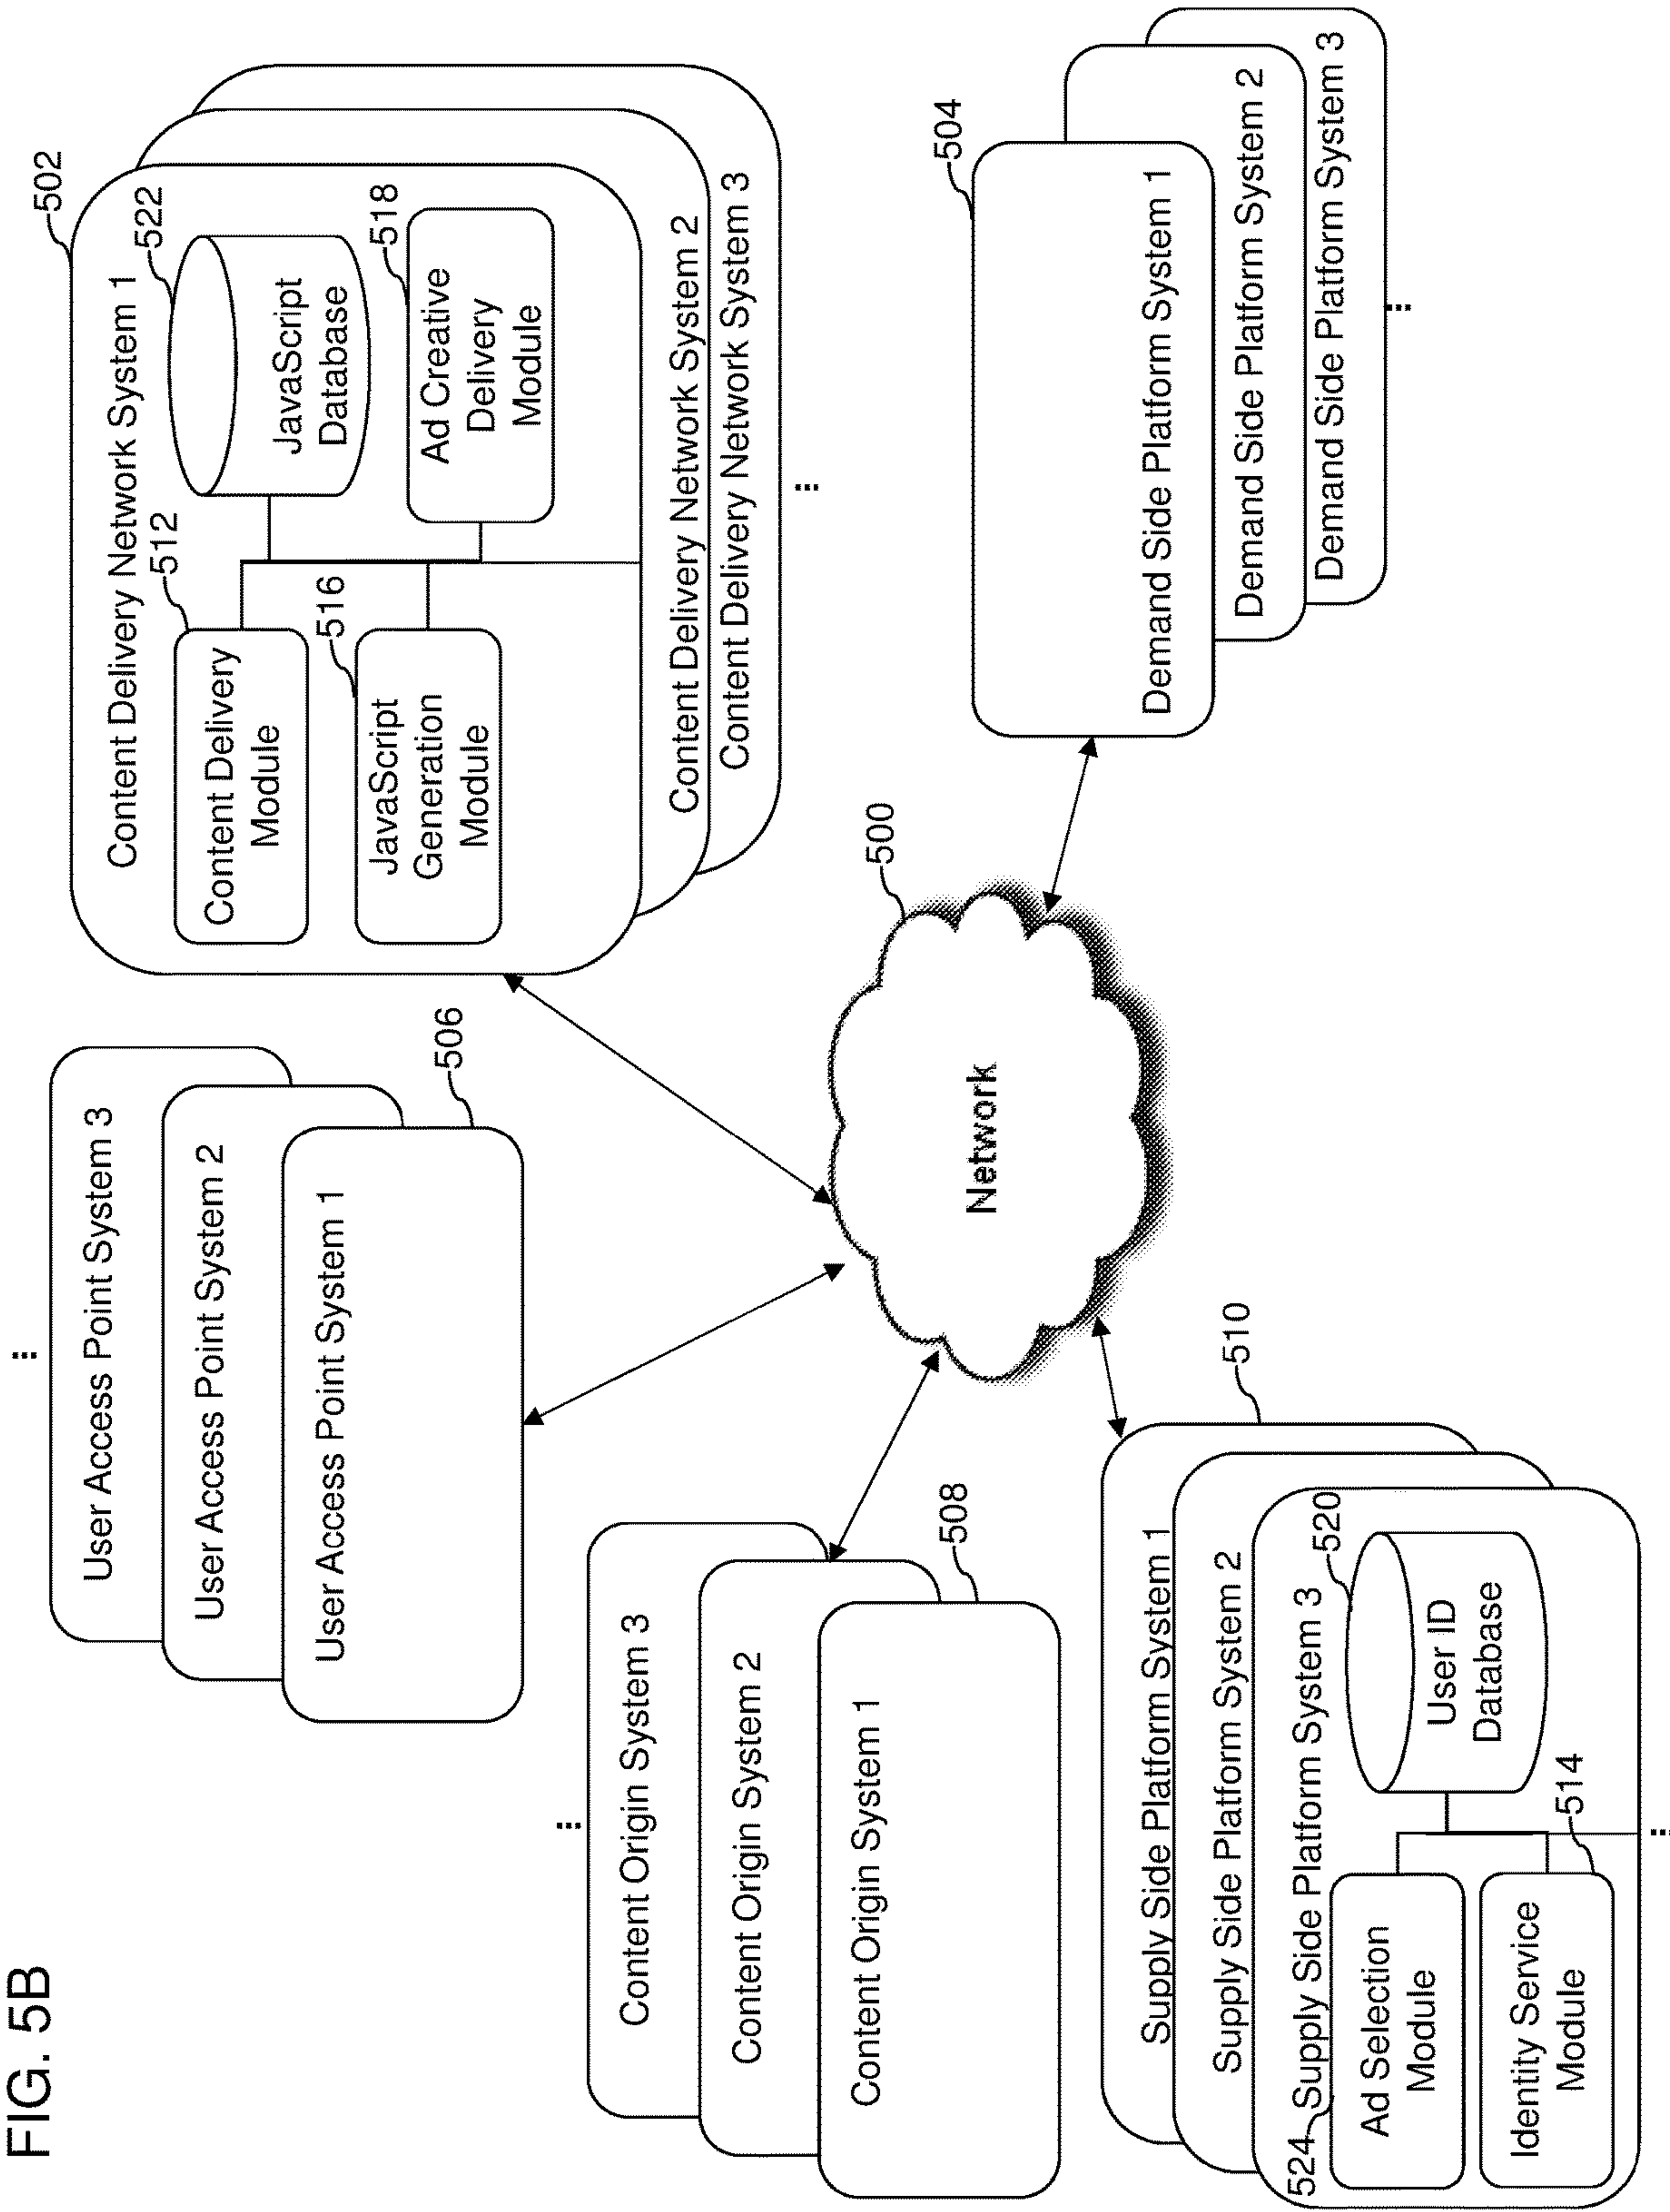 FIG. 5B
⋮
User Access Point System 3
User Access Point System 2
User Access Point System 1
506
502
Content Delivery Network System 1
512
Content Delivery
Module
522
JavaScript
Database
516
JavaScript
Generation
Module
518
Ad Creative
Delivery
Module
Content Delivery Network System 2
Content Delivery Network System 3
⋮
⋮
Content Origin System 3
Content Origin System 2
Content Origin System 1
508
500
Network
504
Demand Side Platform System 1
Demand Side Platform System 2
Demand Side Platform System 3
⋮
510
Supply Side Platform System 1
Supply Side Platform System 2
Supply Side Platform System 3
524
Ad Selection
Module
520
User ID
Database
Identity Service
Module
514
⋮